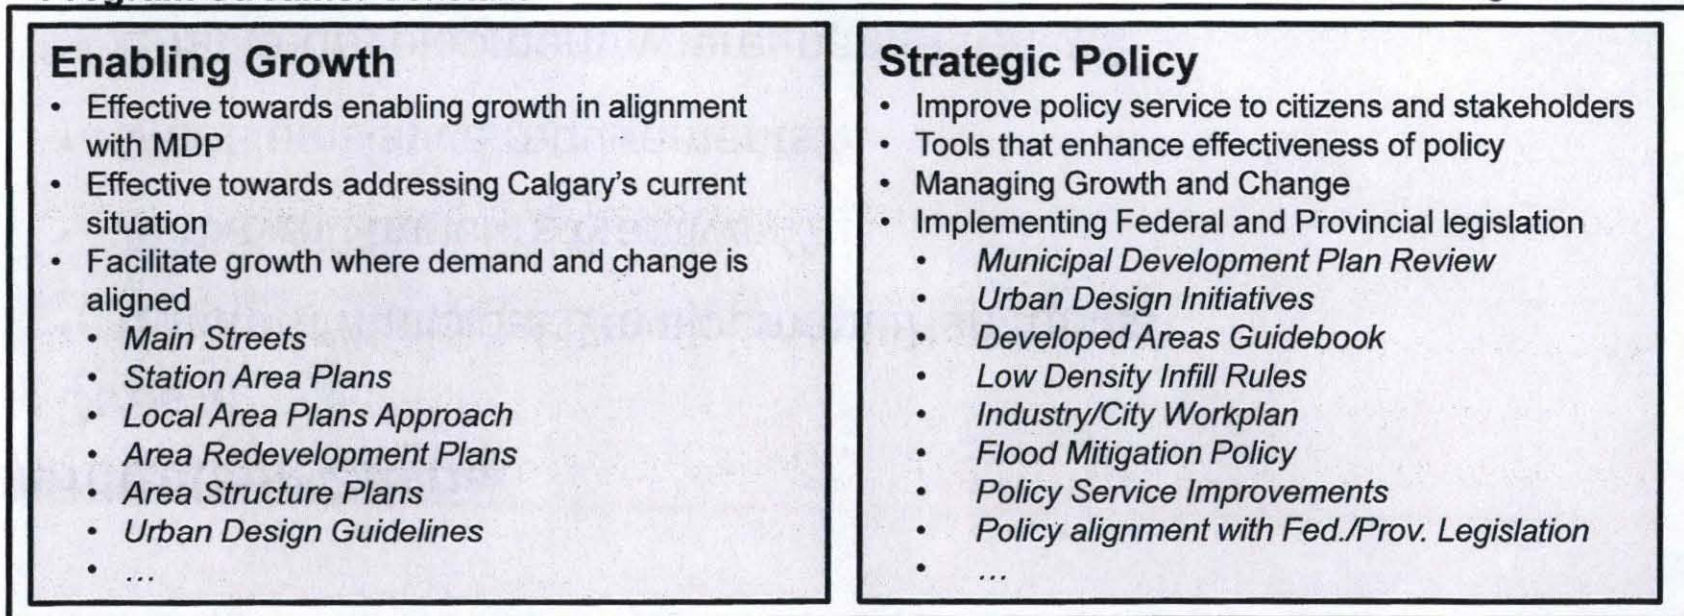 Enabling Growth
• Effective towards enabling growth in alignment
with MDP
• Effective towards addressing Calgary's current
situation
• Facilitate growth where demand and change is
aligned
• Main Streets
• Station Area Plans
• Local Area Plans Approach
• Area Redevelopment Plans
• Area Structure Plans
• Urban Design Guidelines
• ...
Strategic Policy
• Improve policy service to citizens and stakeholders
• Tools that enhance effectiveness of policy
• Managing Growth and Change
• Implementing Federal and Provincial legislation
• Municipal Development Plan Review
• Urban Design Initiatives
• Developed Areas Guidebook
• Low Density Infill Rules
• Industry/City Workplan
• Flood Mitigation Policy
• Policy Service Improvements
• Policy alignment with Fed./Prov. Legislation
• ...